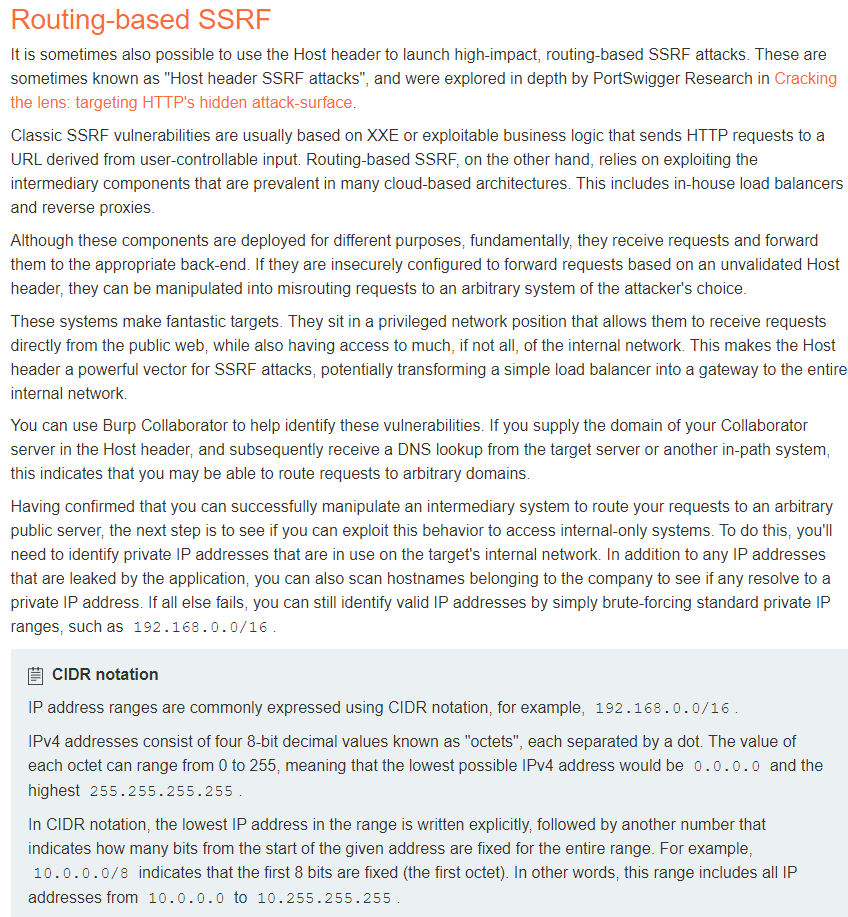 Routing-based SSRF
It is sometimes also possible to use the Host header to launch high-impact, routing-based SSRF attacks. These are
sometimes known as "Host header SSRF attacks", and were explored in depth by PortSwigger Research in Cracking
the lens: targeting HTTP's hidden attack-surface.
Classic SSRF vulnerabilities are usually based on XXE or exploitable business logic that sends HTTP requests to a
URL derived from user-controllable input. Routing-based SSRF, on the other hand, relies on exploiting the
intermediary components that are prevalent in many cloud-based architectures. This includes in-house load balancers
and reverse proxies.
Although these components are deployed for different purposes, fundamentally, they receive requests and forward
them to the appropriate back-end. If they are insecurely configured to forward requests based on an unvalidated Host
header, they can be manipulated into misrouting requests to an arbitrary system of the attacker's choice.
These systems make fantastic targets. They sit in a privileged network position that allows them to receive requests
directly from the public web, while also having access to much, if not all, of the internal network. This makes the Host
header a powerful vector for SSRF attacks, potentially transforming a simple load balancer into a gateway to the entire
internal network.
You can use Burp Collaborator to help identify these vulnerabilities. If you supply the domain of your Collaborator
server in the Host header, and subsequently receive a DNS lookup from the target server or another in-path system,
this indicates that you may be able to route requests to arbitrary domains.
Having confirmed that you can successfully manipulate an intermediary system to route your requests to an arbitrary
public server, the next step is to see if you can exploit this behavior to access internal-only systems. To do this, you'll
need to identify private IP addresses that are in use on the target's internal network. In addition to any IP addresses
that are leaked by the application, you can also scan hostnames belonging to the company to see if any resolve to a
private IP address. If all else fails, you can still identify valid IP addresses by simply brute-forcing standard private IP
ranges, such as 192.168.0.0/16.
CIDR notation
IP address ranges are commonly expressed using CIDR notation, for example, 192.168.0.0/16.
IPv4 addresses consist of four 8-bit decimal values known as "octets", each separated by a dot. The value of
each octet can range from 0 to 255, meaning that the lowest possible IPv4 address would be 0.0.0.0 and the
highest 255.255.255.255.
In CIDR notation, the lowest IP address in the range is written explicitly, followed by another number that
indicates how many bits from the start of the given address are fixed for the entire range. For example,
10.0.0.0/8 indicates that the first 8 bits are fixed (the first octet). In other words, this range includes all IP
addresses from 10.0.0.0 to 10.255.255.255.